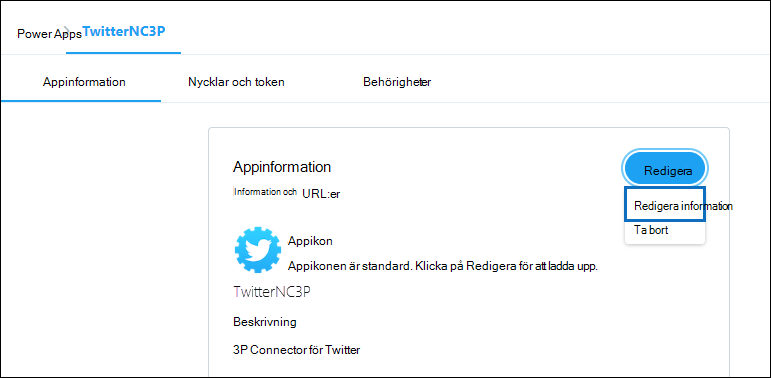 Power Apps TwitterNC3P
Appinformation Nycklar och token Behörigheter
Appinformation
Redigera
Information och URL:er
Redigera information
Ta bort
Appikon
Appikonen är standard. Klicka på Redigera för att ladda upp.
TwitterNC3P
Beskrivning
3P Connector för Twitter